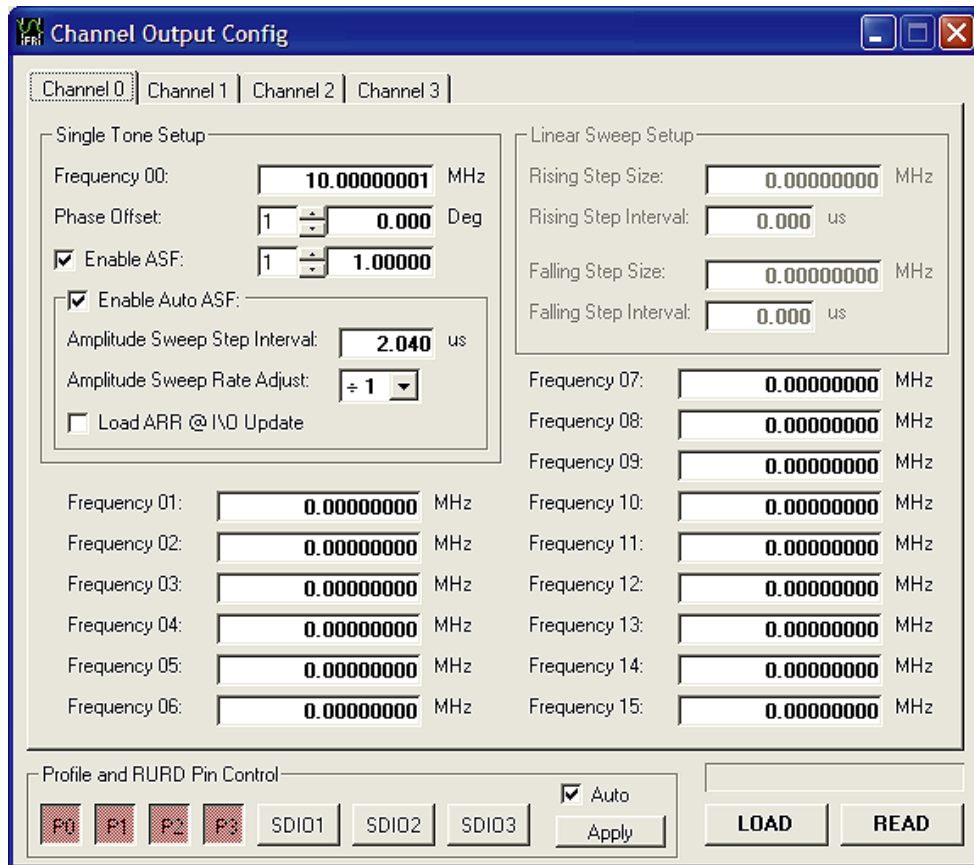 Channel Output Config
Channel 0 Channel 1 Channel 2 Channel 3
Single Tone Setup
Frequency 00: 10.00000001 MHz
Phase Offset: 1 0.000 Deg
Enable ASF: 1 1.00000
Enable Auto ASF:
Amplitude Sweep Step Interval: 2.040 us
Amplitude Sweep Rate Adjust: ÷ 1
Load ARR @ I\O Update
Linear Sweep Setup
Rising Step Size: 0.00000000 MHz
Rising Step Interval: 0.000 us
Falling Step Size: 0.00000000 MHz
Falling Step Interval: 0.000 us
Frequency 01: 0.00000000 MHz
Frequency 02: 0.00000000 MHz
Frequency 03: 0.00000000 MHz
Frequency 04: 0.00000000 MHz
Frequency 05: 0.00000000 MHz
Frequency 06: 0.00000000 MHz
Frequency 07: 0.00000000 MHz
Frequency 08: 0.00000000 MHz
Frequency 09: 0.00000000 MHz
Frequency 10: 0.00000000 MHz
Frequency 11: 0.00000000 MHz
Frequency 12: 0.00000000 MHz
Frequency 13: 0.00000000 MHz
Frequency 14: 0.00000000 MHz
Frequency 15: 0.00000000 MHz
Profile and RURD Pin Control
P0 P1 P2 P3 SDIO1 SDIO2 SDIO3
Auto
Apply
LOAD READ